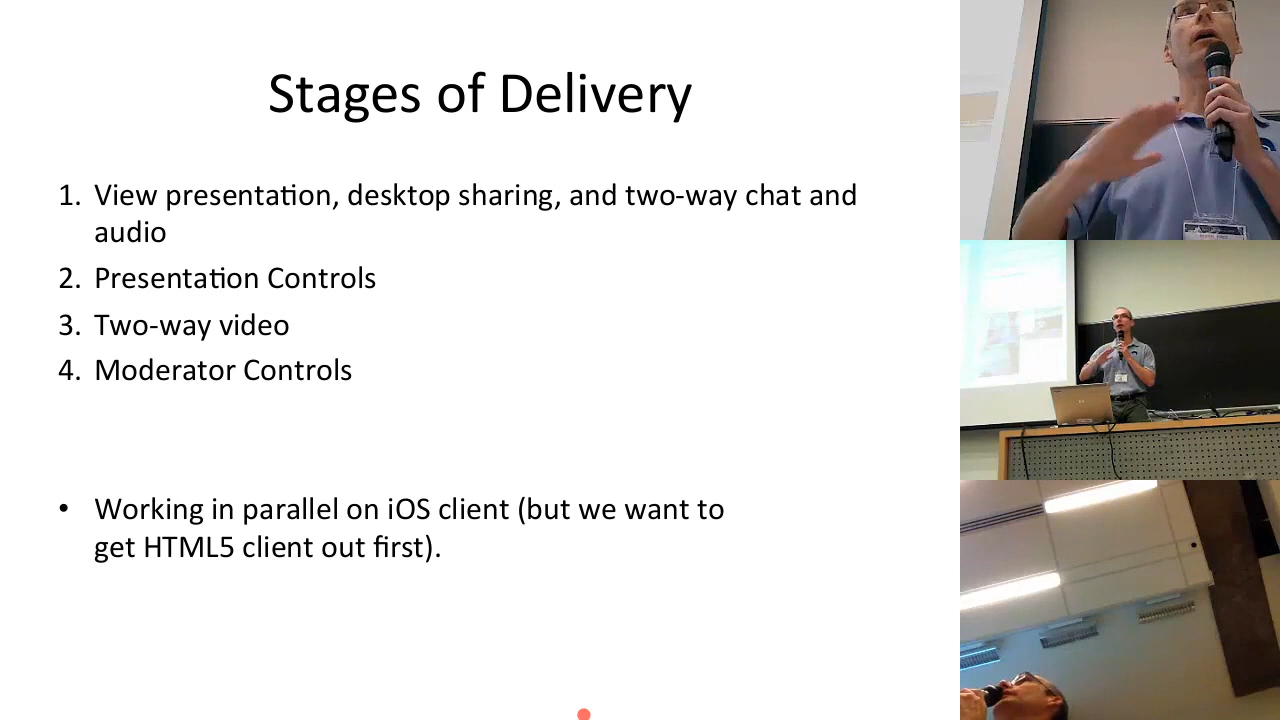 Stages of Delivery
1. View presentation, desktop sharing, and two-way chat and
audio
2. Presentation Controls
3. Two-way video
4. Moderator Controls
• Working in parallel on iOS client (but we want to
get HTML5 client out first).